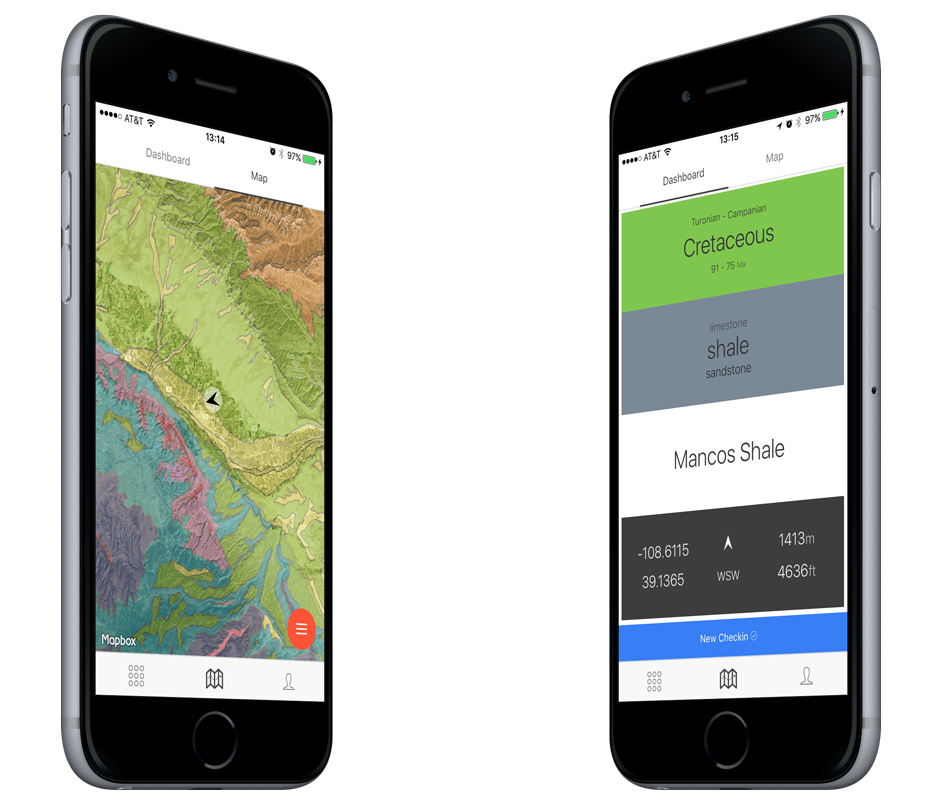 AT&T
13:14
97%
Dashboard
Map
Mapbox
AT&T
13:15
97%
Dashboard
Map
Turonian - Campanian
Cretaceous
91 - 75 Ma
limestone
shale
sandstone
Mancos Shale
-108.6115
1413m
39.1365
WSW
4636ft
New Checkin